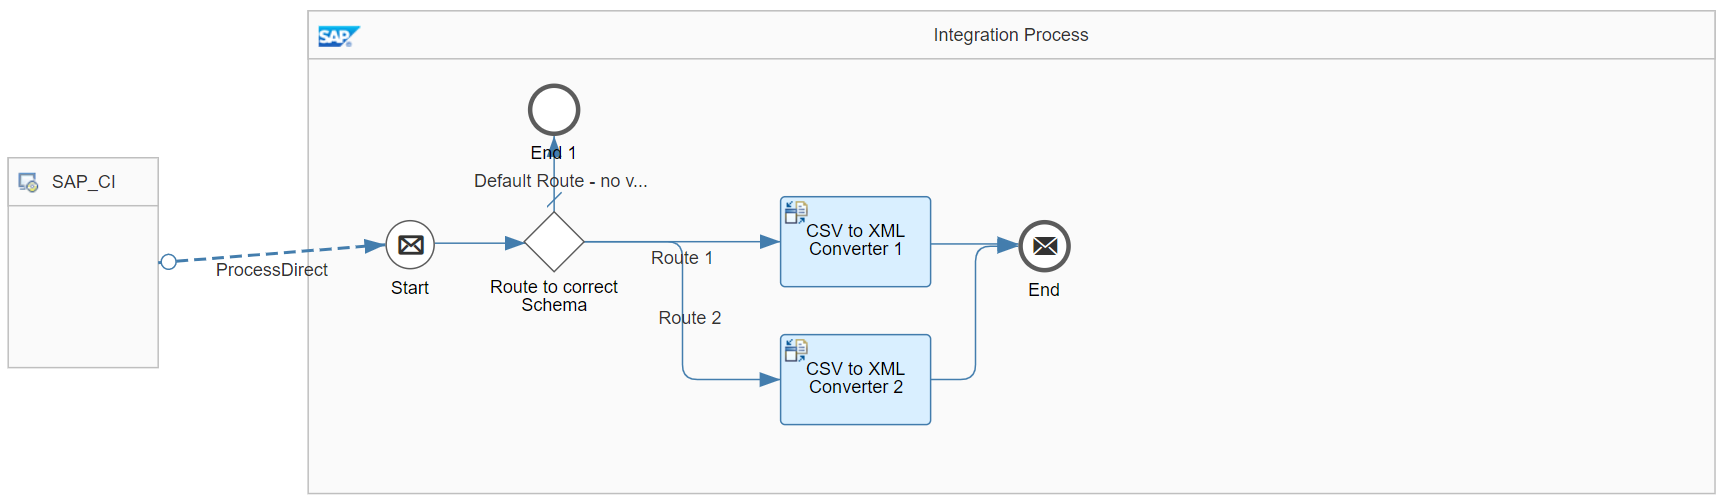 SAP
Integration Process
SAP_CI
ProcessDirect
Start
End 1
Default Route - no v...
Route to correct
Schema
Route 1
Route 2
CSV to XML
Converter 1
CSV to XML
Converter 2
End